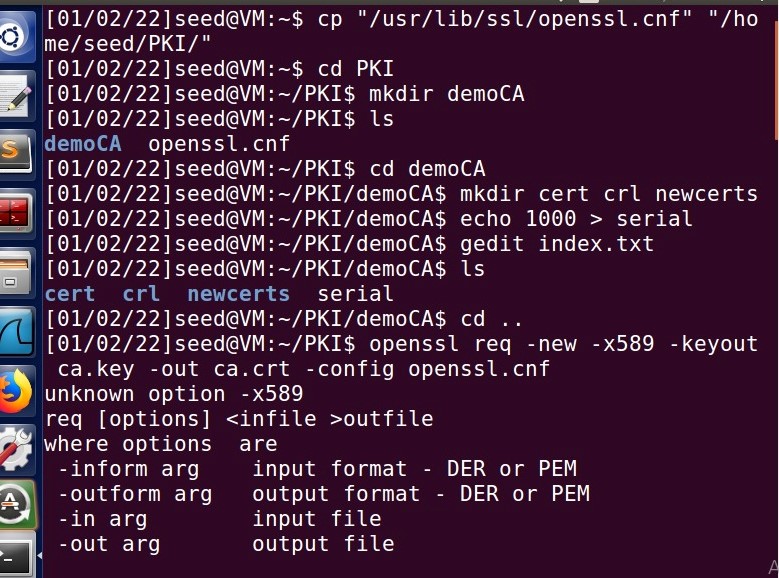 [01/02/22]seed@VM:~$ cp "/usr/lib/ssl/openssl.cnf" "/ho
me/seed/PKI/"
[01/02/22]seed@VM:~$ cd PKI
[01/02/22]seed@VM:~/PKI$ mkdir demoCA
[01/02/22]seed@VM:~/PKI$ ls
demoCA  openssl.cnf
[01/02/22]seed@VM:~/PKI$ cd demoCA
[01/02/22]seed@VM:~/PKI/demoCA$ mkdir cert crl newcerts
[01/02/22]seed@VM:~/PKI/demoCA$ echo 1000 > serial
[01/02/22]seed@VM:~/PKI/demoCA$ gedit index.txt
[01/02/22]seed@VM:~/PKI/demoCA$ ls
cert  crl  newcerts  serial
[01/02/22]seed@VM:~/PKI/demoCA$ cd ..
[01/02/22]seed@VM:~/PKI$ openssl req -new -x589 -keyout
 ca.key -out ca.crt -config openssl.cnf
unknown option -x589
req [options] <infile >outfile
where options  are
 -inform arg    input format - DER or PEM
 -outform arg   output format - DER or PEM
 -in arg        input file
 -out arg       output file